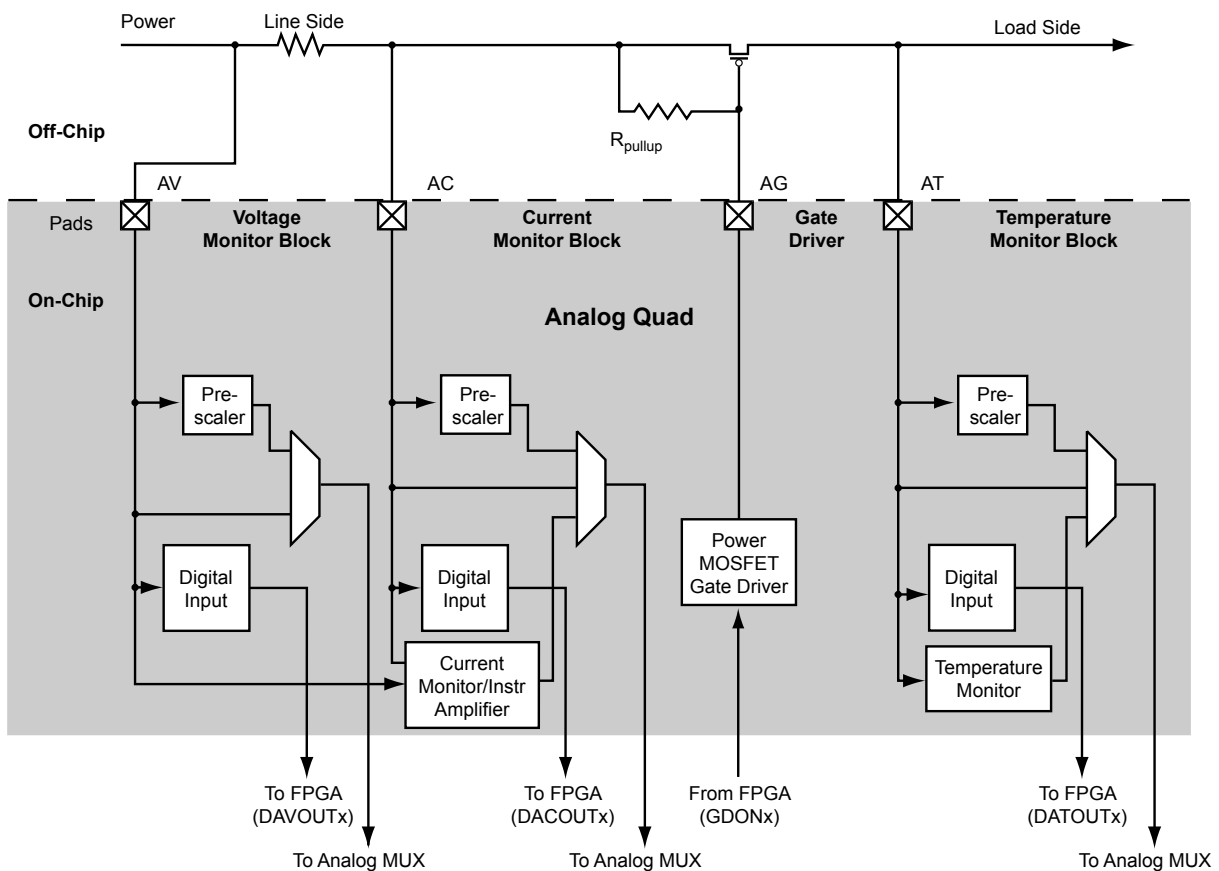 Power
Line Side
Load Side
Off-Chip
Rpullup
AV
AC
AG
AT
Pads
Voltage
Monitor Block
Current
Monitor Block
Gate
Driver
Temperature
Monitor Block
On-Chip
Analog Quad
Pre-
scaler
Pre-
scaler
Pre-
scaler
Power
MOSFET
Gate Driver
Digital
Input
Digital
Input
Digital
Input
Current
Monitor/Instr
Amplifier
Temperature
Monitor
To FPGA
(DAVOUTx)
To FPGA
(DACOUTx)
From FPGA
(GDONx)
To FPGA
(DATOUTx)
To Analog MUX
To Analog MUX
To Analog MUX